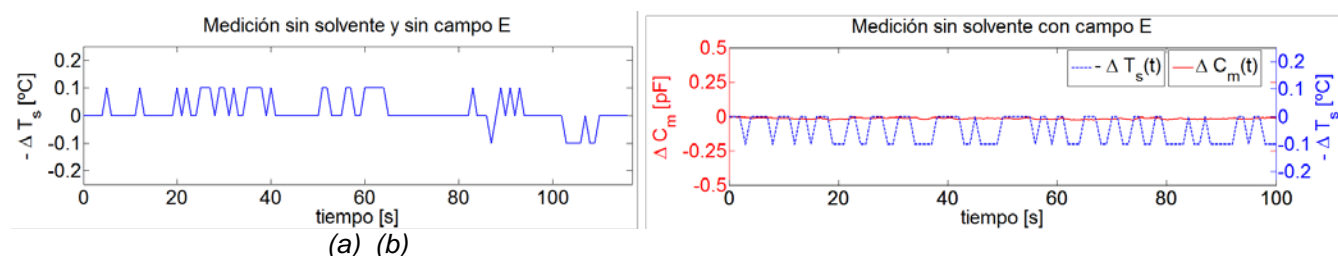 Medición sin solvente y sin campo E
0.2
0.1
0
-0.1
-0.2
- Δ T_s [ºC]
0 20 40 60 80 100
tiempo [s]
Medición sin solvente con campo E
0.5
0.25
0
-0.25
-0.5
Δ C_m [pF]
- Δ T_s(t) Δ C_m(t)
0.2
0.1
0
-0.1
-0.2
- Δ T_s [ºC]
0 20 40 60 80 100
tiempo [s]
(a) (b)